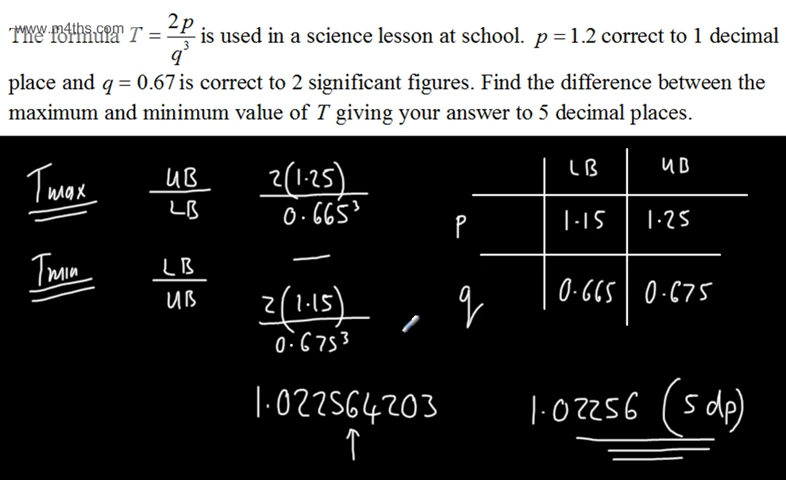 www.m4ths.com
The formula T = 2p/q³ is used in a science lesson at school. p = 1.2 correct to 1 decimal
place and q = 0.67 is correct to 2 significant figures. Find the difference between the
maximum and minimum value of T giving your answer to 5 decimal places.
LB UB
Tmax UB/LB 2(1.25)/0.665³
p 1.15 1.25
—
Tmin LB/UB 2(1.15)/0.675³
q 0.665 0.675
1.022564203 1.02256 (5 dp)
↑